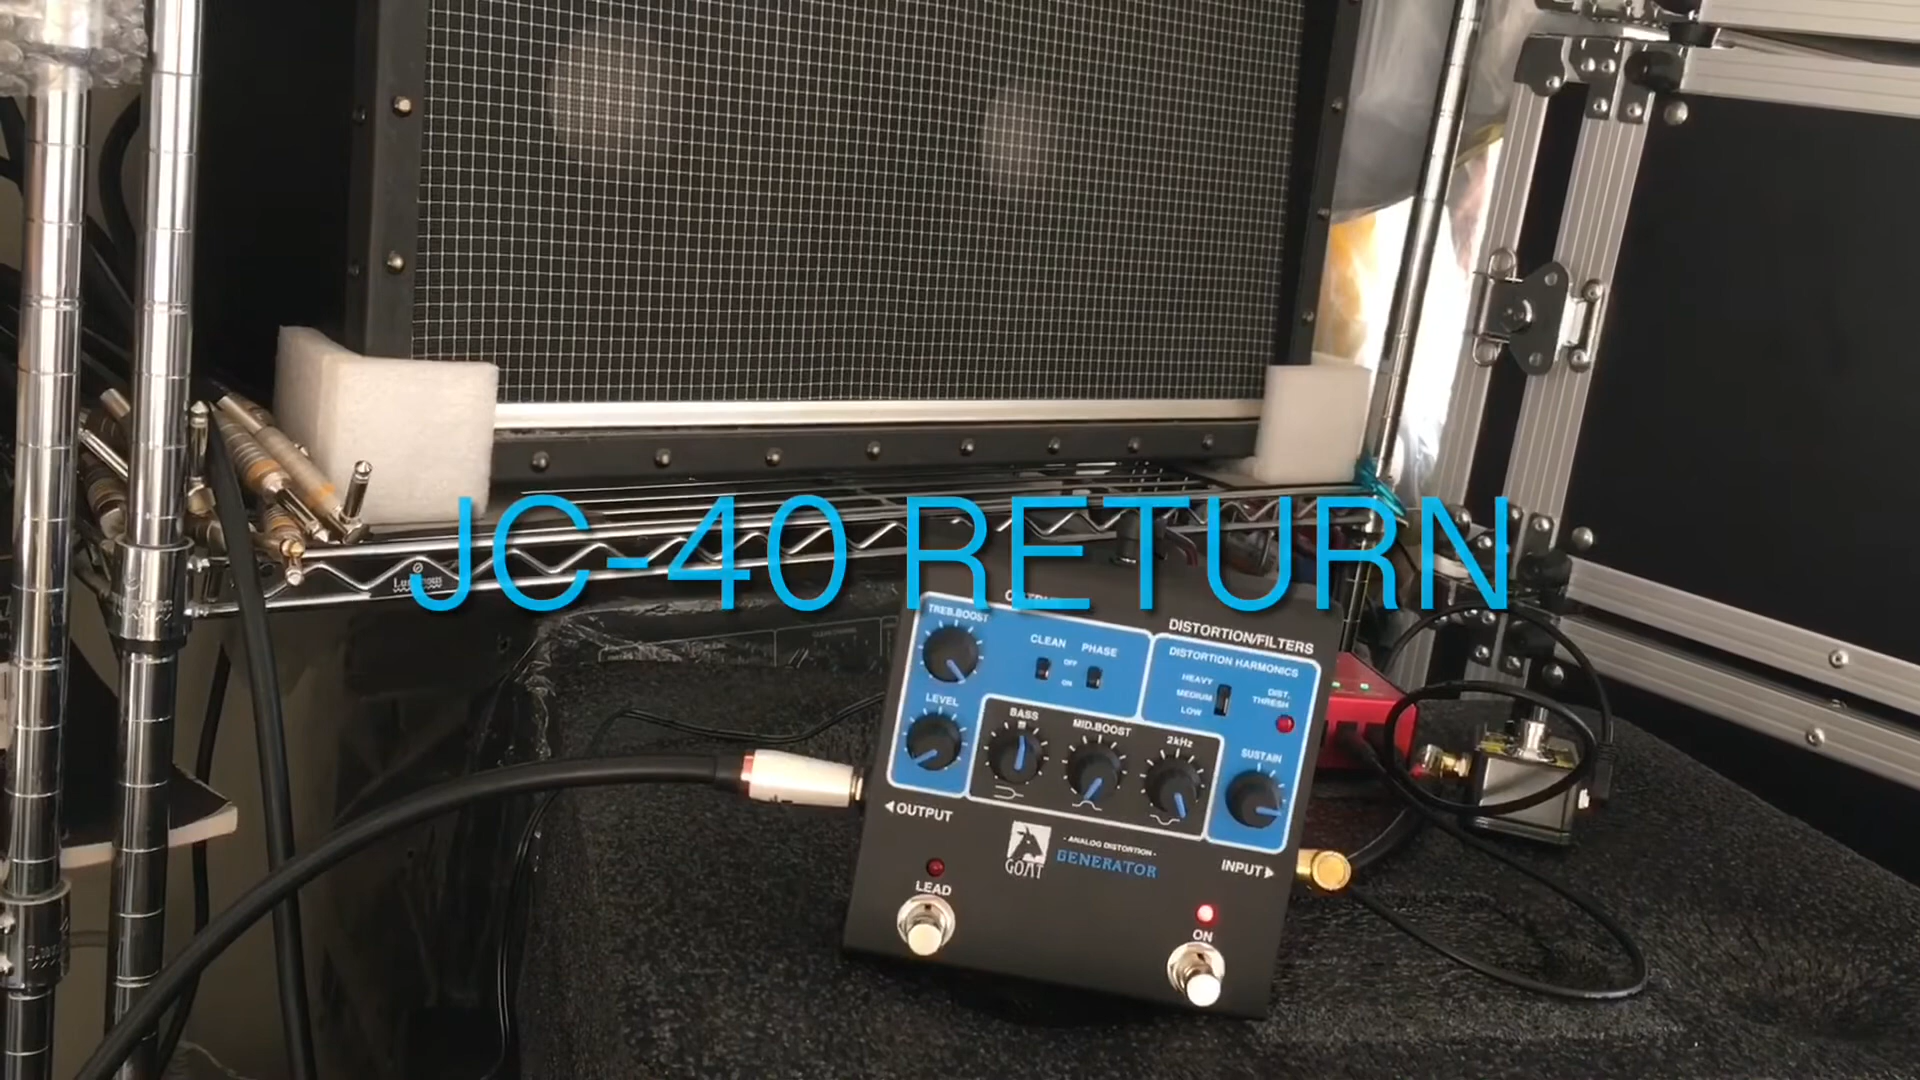 JC-40 RETURN
TREB.BOOST
CLEAN
PHASE
OFF
ON
LEVEL
DISTORTION/FILTERS
DISTORTION HARMONICS
HEAVY
MEDIUM
LOW
DIST.
THRESH
BASS
MID.BOOST
2kHz
SUSTAIN
OUTPUT
INPUT
GOAT
- ANALOG DISTORTION -
GENERATOR
LEAD
ON